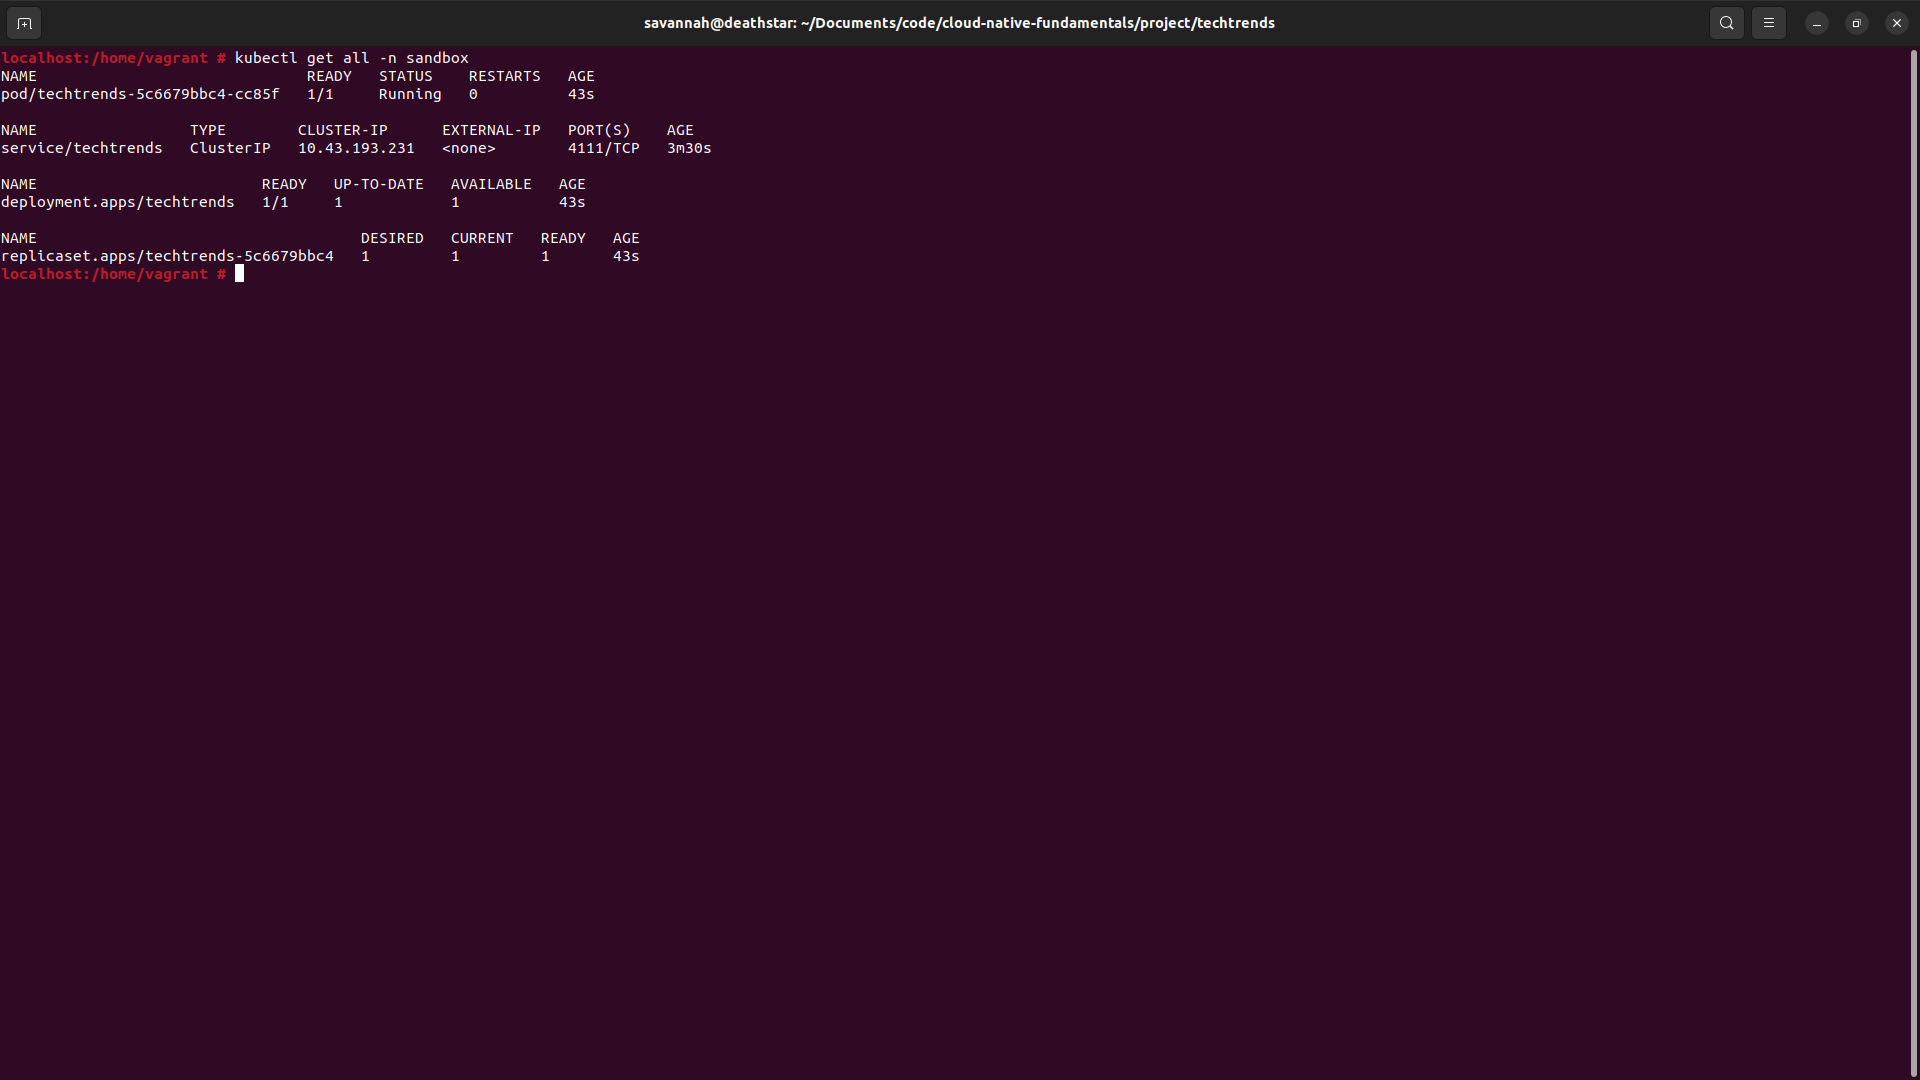 savannah@deathstar: ~/Documents/code/cloud-native-fundamentals/project/techtrends
localhost:/home/vagrant # kubectl get all -n sandbox
NAME                              READY   STATUS    RESTARTS   AGE
pod/techtrends-5c6679bbc4-cc85f   1/1     Running   0          43s

NAME                 TYPE        CLUSTER-IP      EXTERNAL-IP   PORT(S)    AGE
service/techtrends   ClusterIP   10.43.193.231   <none>        4111/TCP   3m30s

NAME                         READY   UP-TO-DATE   AVAILABLE   AGE
deployment.apps/techtrends   1/1     1            1           43s

NAME                                    DESIRED   CURRENT   READY   AGE
replicaset.apps/techtrends-5c6679bbc4   1         1         1       43s
localhost:/home/vagrant #